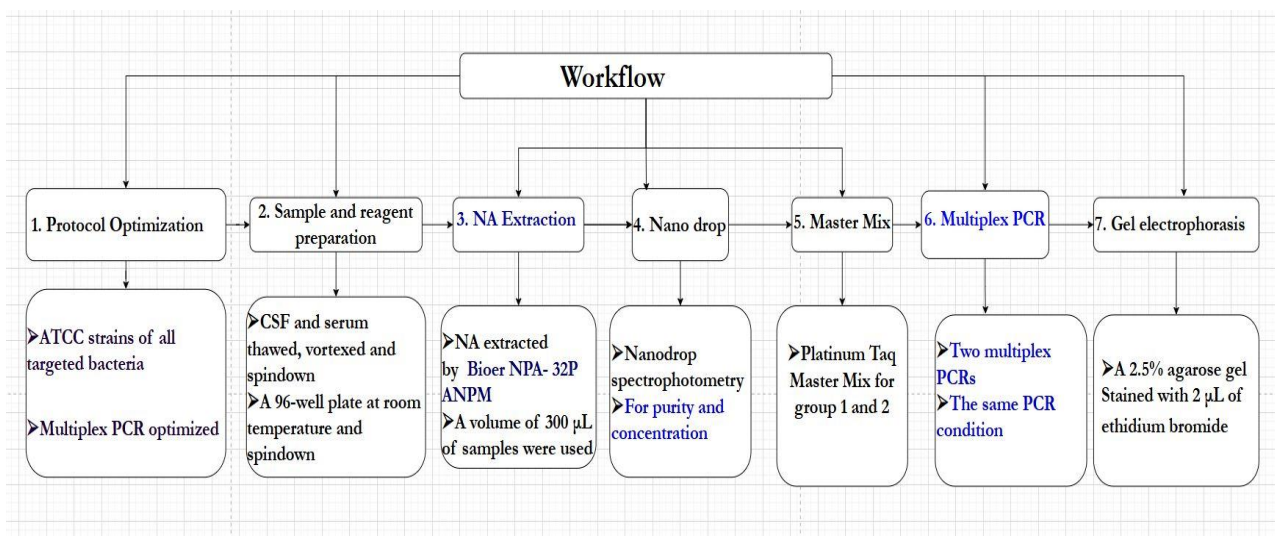 Workflow
1. Protocol Optimization
2. Sample and reagent
preparation
3. NA Extraction
4. Nano drop
5. Master Mix
6. Multiplex PCR
7. Gel electrophorasis
➤ATCC strains of all
targeted bacteria
➤Multiplex PCR optimized
➤CSF and serum
thawed, vortexed and
spindown
➤A 96-well plate at room
temperature and
spindown
➤NA extracted
by Bioer NPA- 32P
ANPM
➤A volume of 300 µL
of samples were used
➤Nanodrop
spectrophotometry
➤For purity and
concentration
➤Platinum Taq
Master Mix for
group 1 and 2
➤Two multiplex
PCRs
➤The same PCR
condition
➤A 2.5% agarose gel
Stained with 2 µL of
ethidium bromide